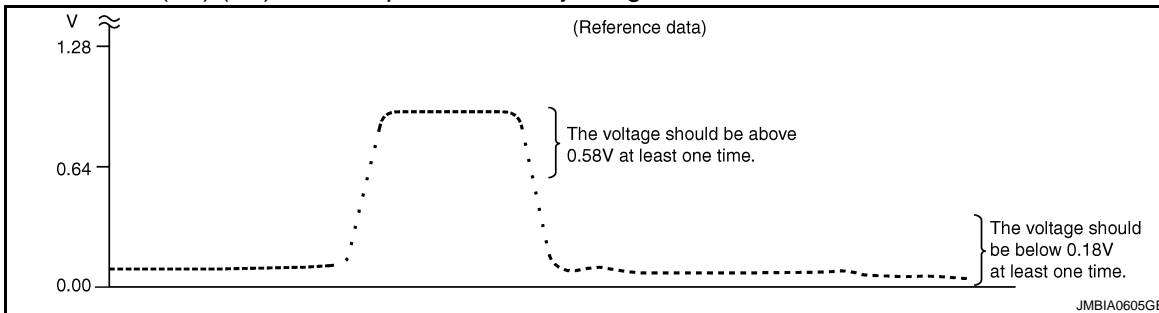 V
(Reference data)
1.28
The voltage should be above
0.58V at least one time.
0.64
The voltage should
be below 0.18V
at least one time.
0.00